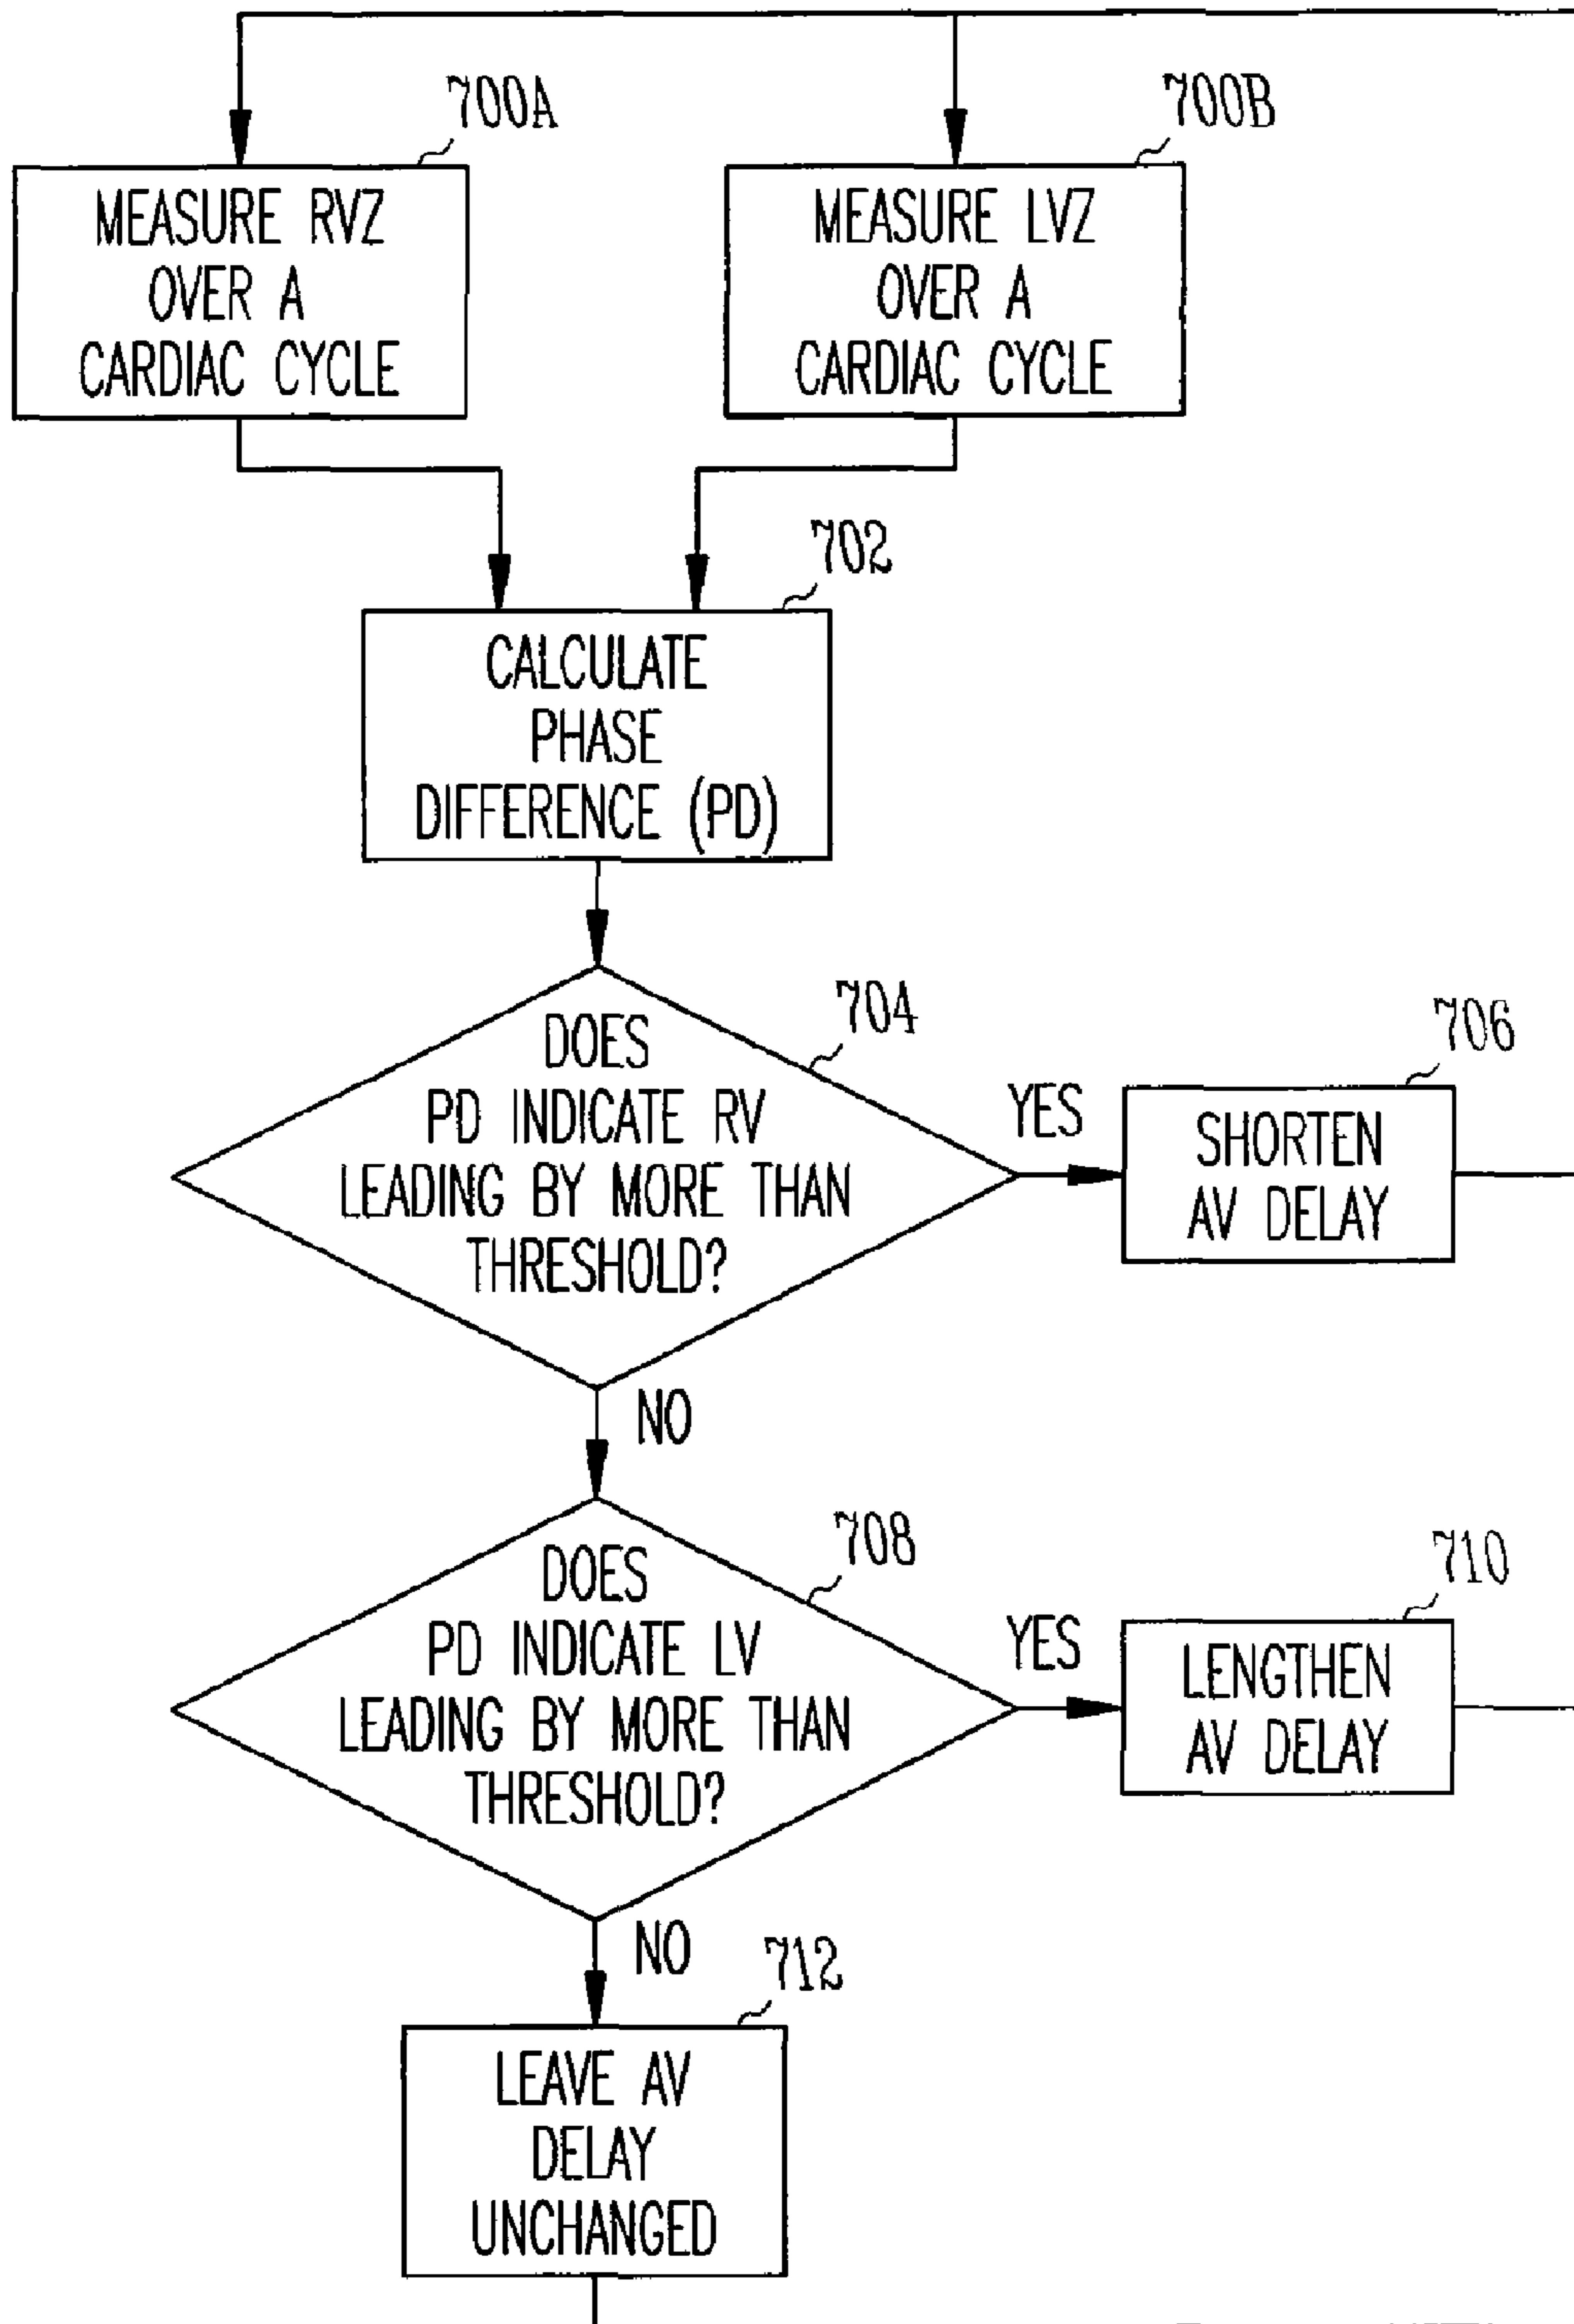 700A
700B
MEASURE RVZ
OVER A
CARDIAC CYCLE
MEASURE LVZ
OVER A
CARDIAC CYCLE
702
CALCULATE
PHASE
DIFFERENCE (PD)
704
DOES
PD INDICATE RV
LEADING BY MORE THAN
THRESHOLD?
YES
706
SHORTEN
AV DELAY
NO
708
DOES
PD INDICATE LV
LEADING BY MORE THAN
THRESHOLD?
YES
710
LENGTHEN
AV DELAY
NO
712
LEAVE AV
DELAY
UNCHANGED